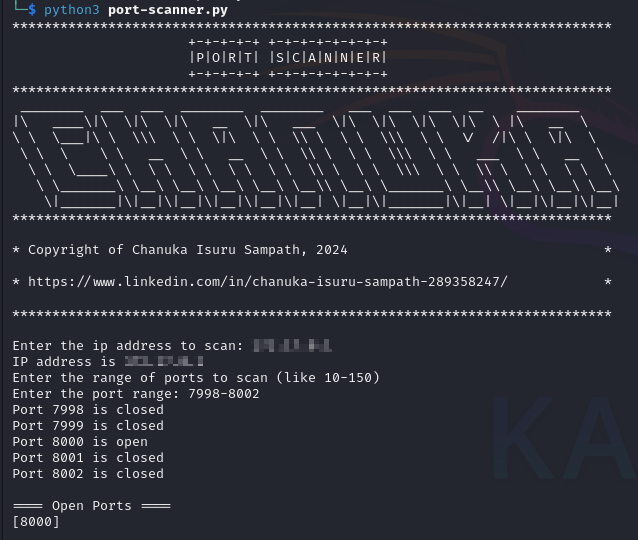 └─$ python3 port-scanner.py
***************************************************************************
+-+-+-+-+ +-+-+-+-+-+-+-+
|P|O|R|T| |S|C|A|N|N|E|R|
+-+-+-+-+ +-+-+-+-+-+-+-+
***************************************************************************
CHANUKA
***************************************************************************
* Copyright of Chanuka Isuru Sampath, 2024 *
* https://www.linkedin.com/in/chanuka-isuru-sampath-289358247/ *
***************************************************************************
Enter the ip address to scan:
IP address is
Enter the range of ports to scan (like 10-150)
Enter the port range: 7998-8002
Port 7998 is closed
Port 7999 is closed
Port 8000 is open
Port 8001 is closed
Port 8002 is closed
==== Open Ports ====
[8000]
KA